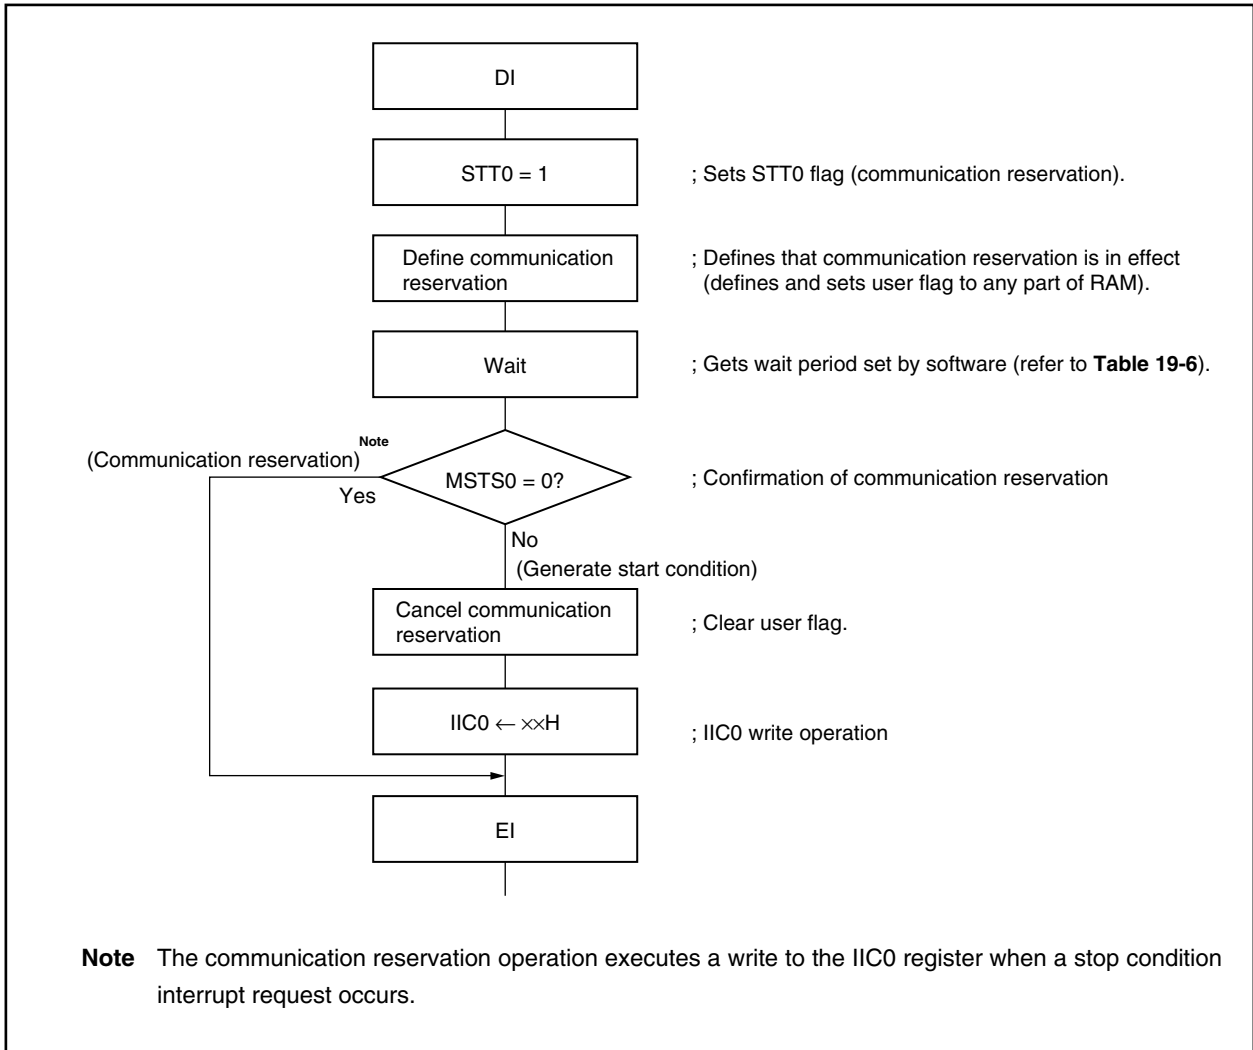 DI
STT0 = 1
; Sets STT0 flag (communication reservation).
Define communication
reservation
; Defines that communication reservation is in effect
(defines and sets user flag to any part of RAM).
Wait
; Gets wait period set by software (refer to Table 19-6).
(Communication reservation)Note
MSTS0 = 0?
; Confirmation of communication reservation
Yes
No
(Generate start condition)
Cancel communication
reservation
; Clear user flag.
IIC0 ← ××H
; IIC0 write operation
EI
Note The communication reservation operation executes a write to the IIC0 register when a stop condition
interrupt request occurs.